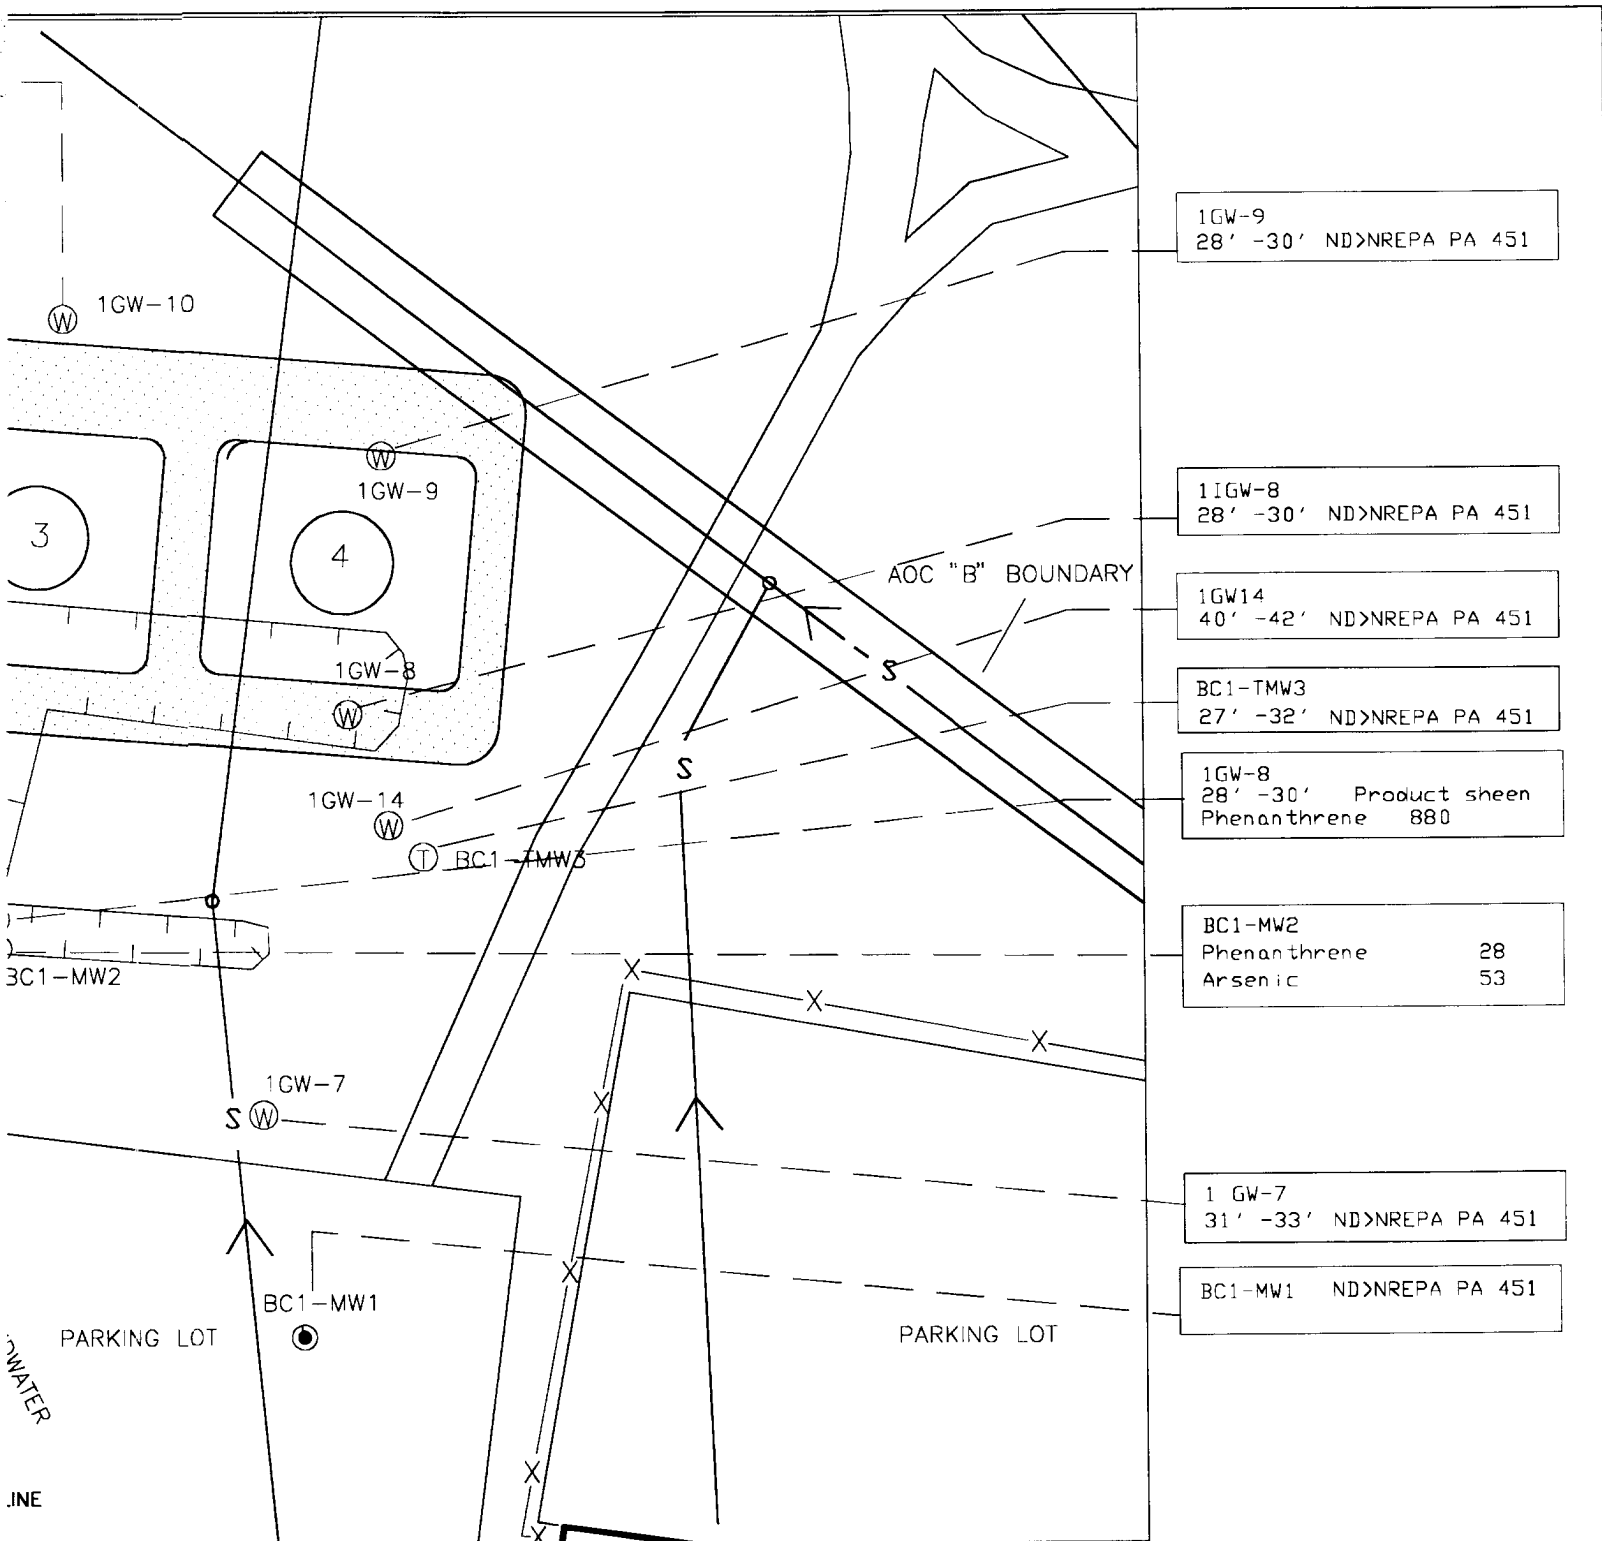 1GW-9
28' -30' ND>NREPA PA 451
1GW-10
W
W
1GW-9
3
4
1IGW-8
28' -30' ND>NREPA PA 451
AOC "B" BOUNDARY
1GW14
40' -42' ND>NREPA PA 451
1GW-8
S
W
BC1-TMW3
27' -32' ND>NREPA PA 451
S
1GW-8
28' -30' Product sheen
Phenanthrene 880
1GW-14
W
T BC1-TMW3
BC1-MW2
Phenanthrene 28
Arsenic 53
BC1-MW2
X
X
X
1GW-7
S W
X
1 GW-7
31' -33' ND>NREPA PA 451
X
BC1-MW1 ND>NREPA PA 451
BC1-MW1
PARKING LOT
PARKING LOT
DWATER
X
.INE
X